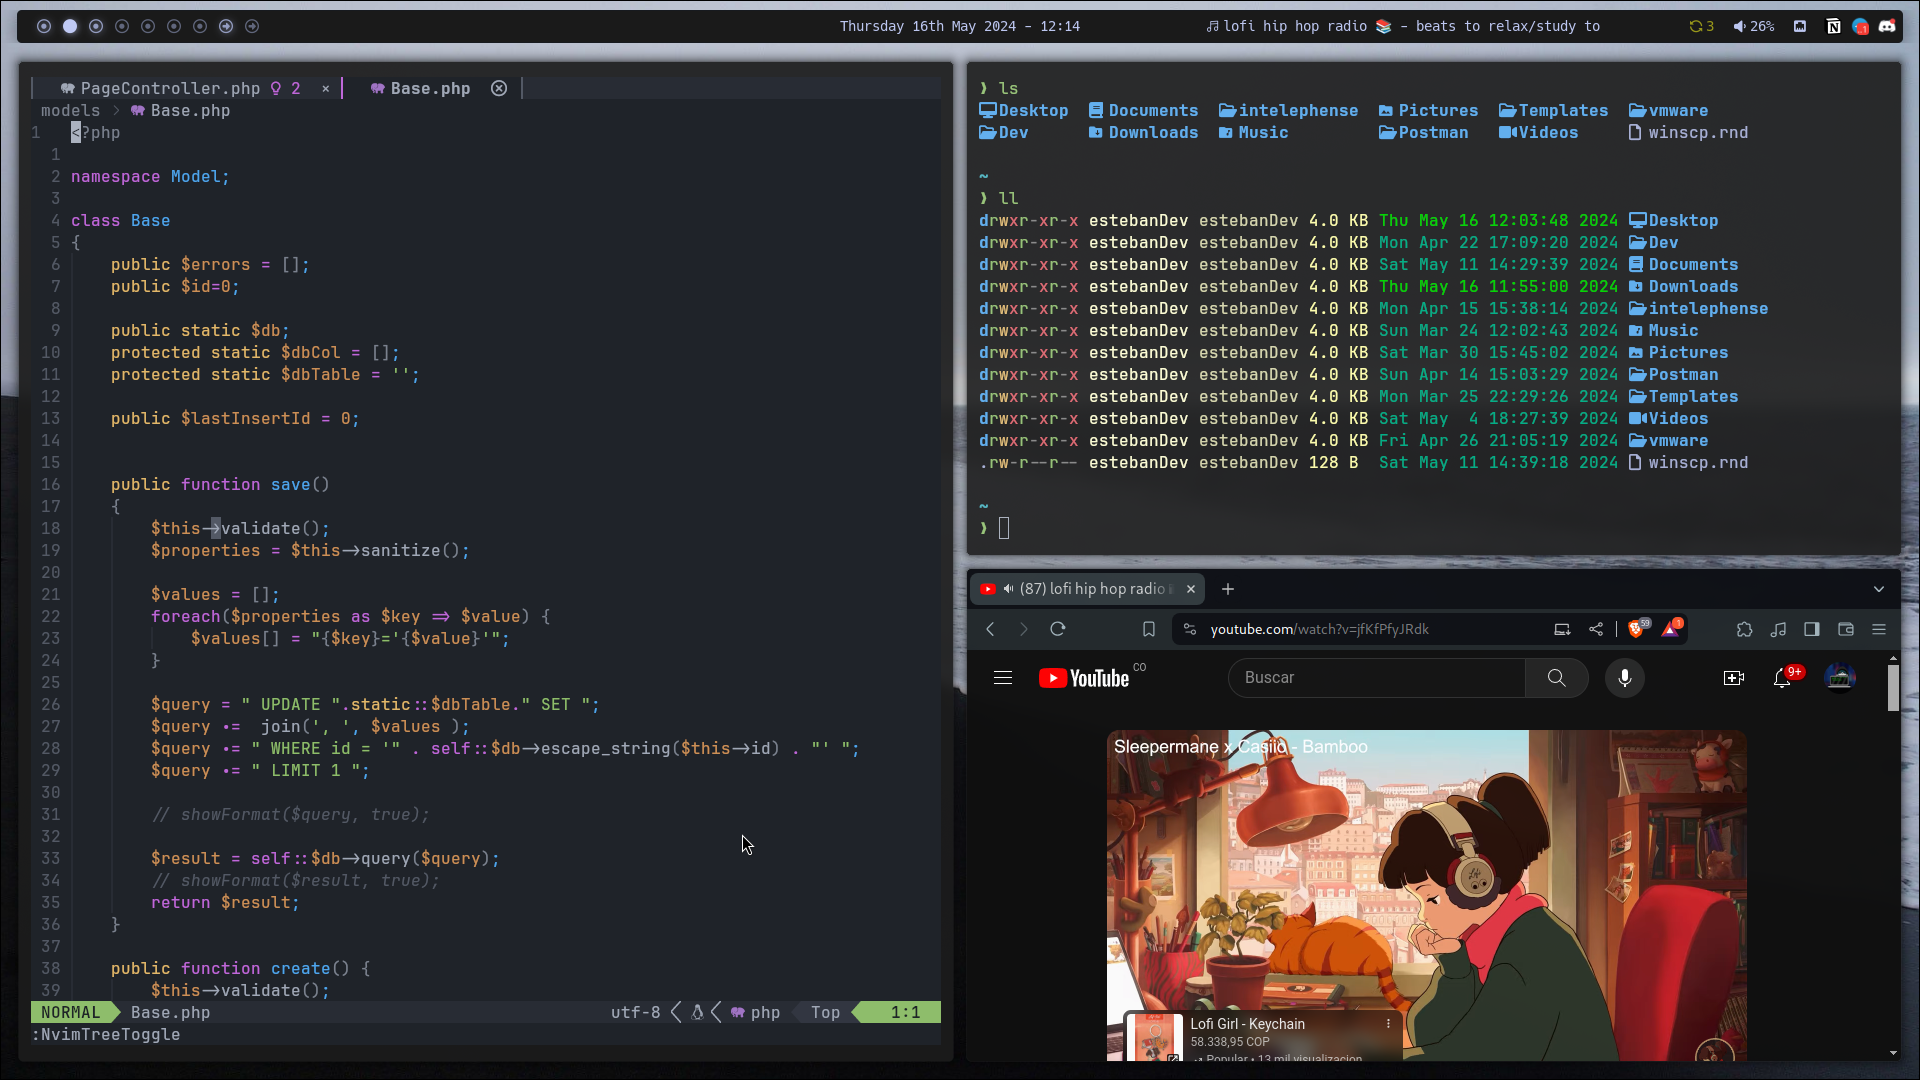 Thursday 16th May 2024 - 12:14
lofi hip hop radio 📚 - beats to relax/study to
3
26%
PageController.php 2 ×
Base.php
models > Base.php
1 <?php
1
2 namespace Model;
3
4 class Base
5 {
6 public $errors = [];
7 public $id=0;
8
9 public static $db;
10 protected static $dbCol = [];
11 protected static $dbTable = '';
12
13 public $lastInsertId = 0;
14
15
16 public function save()
17 {
18 $this->validate();
19 $properties = $this->sanitize();
20
21 $values = [];
22 foreach($properties as $key => $value) {
23 $values[] = "{$key}='{$value}'";
24 }
25
26 $query = " UPDATE ".static::$dbTable." SET ";
27 $query .= join(', ', $values );
28 $query .= " WHERE id = '" . self::$db->escape_string($this->id) . "' ";
29 $query .= " LIMIT 1 ";
30
31 // showFormat($query, true);
32
33 $result = self::$db->query($query);
34 // showFormat($result, true);
35 return $result;
36 }
37
38 public function create() {
39 $this->validate();
NORMAL Base.php utf-8 php Top 1:1
:NvimTreeToggle
❯ ls
Desktop Documents intelephense Pictures Templates vmware
Dev Downloads Music Postman Videos winscp.rnd
~
❯ ll
drwxr-xr-x estebanDev estebanDev 4.0 KB Thu May 16 12:03:48 2024 Desktop
drwxr-xr-x estebanDev estebanDev 4.0 KB Mon Apr 22 17:09:20 2024 Dev
drwxr-xr-x estebanDev estebanDev 4.0 KB Sat May 11 14:29:39 2024 Documents
drwxr-xr-x estebanDev estebanDev 4.0 KB Thu May 16 11:55:00 2024 Downloads
drwxr-xr-x estebanDev estebanDev 4.0 KB Mon Apr 15 15:38:14 2024 intelephense
drwxr-xr-x estebanDev estebanDev 4.0 KB Sun Mar 24 12:02:43 2024 Music
drwxr-xr-x estebanDev estebanDev 4.0 KB Sat Mar 30 15:45:02 2024 Pictures
drwxr-xr-x estebanDev estebanDev 4.0 KB Sun Apr 14 15:03:29 2024 Postman
drwxr-xr-x estebanDev estebanDev 4.0 KB Mon Mar 25 22:29:26 2024 Templates
drwxr-xr-x estebanDev estebanDev 4.0 KB Sat May 4 18:27:39 2024 Videos
drwxr-xr-x estebanDev estebanDev 4.0 KB Fri Apr 26 21:05:19 2024 vmware
.rw-r--r-- estebanDev estebanDev 128 B Sat May 11 14:39:18 2024 winscp.rnd
~
❯
(87) lofi hip hop radio
youtube.com/watch?v=jfKfPfyJRdk
59
1
YouTube CO
Buscar
9+
Sleepermane x Casiio - Bamboo
Lofi Girl - Keychain
58.338,95 COP
Popular • 13 mil visualizacion